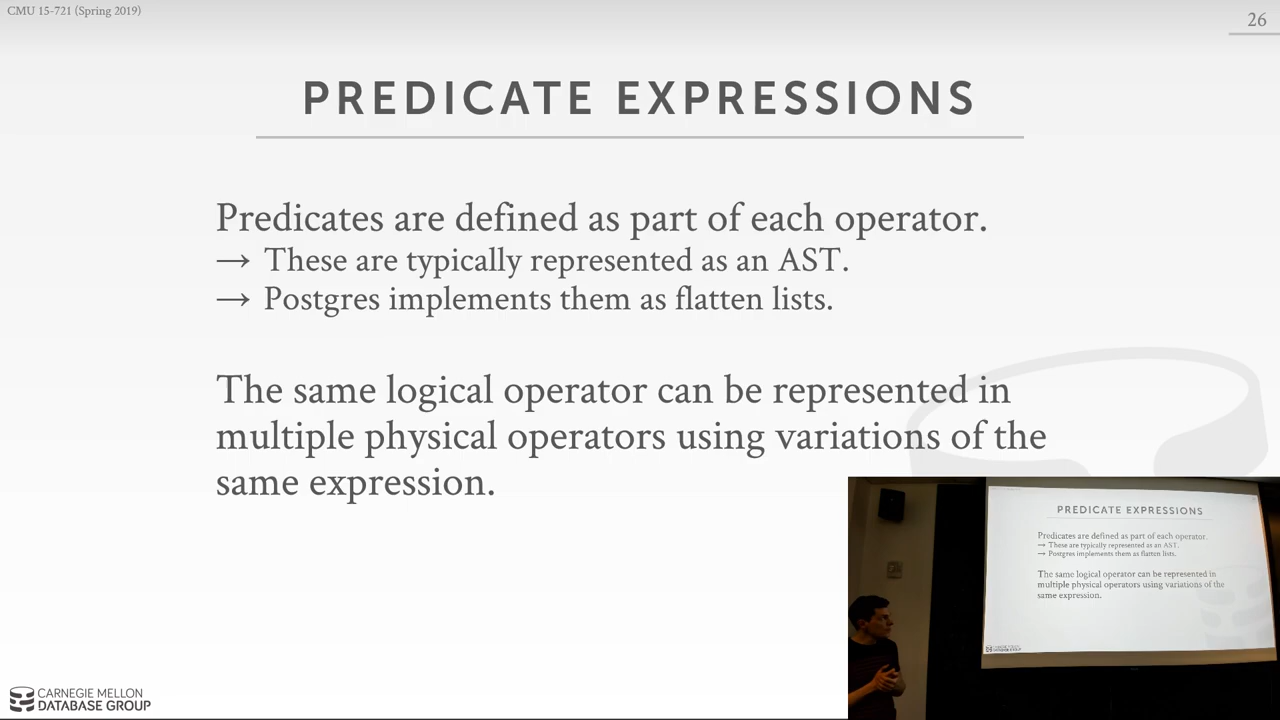 CMU 15-721 (Spring 2019)
26
PREDICATE EXPRESSIONS
Predicates are defined as part of each operator.
→ These are typically represented as an AST.
→ Postgres implements them as flatten lists.
The same logical operator can be represented in
multiple physical operators using variations of the
same expression.
CARNEGIE MELLON
DATABASE GROUP
PREDICATE EXPRESSIONS
Predicates are defined as part of each operator.
→ These are typically represented as an AST.
→ Postgres implements them as flatten lists.
The same logical operator can be represented in
multiple physical operators using variations of the
same expression.
CARNEGIE MELLON
DATABASE GROUP